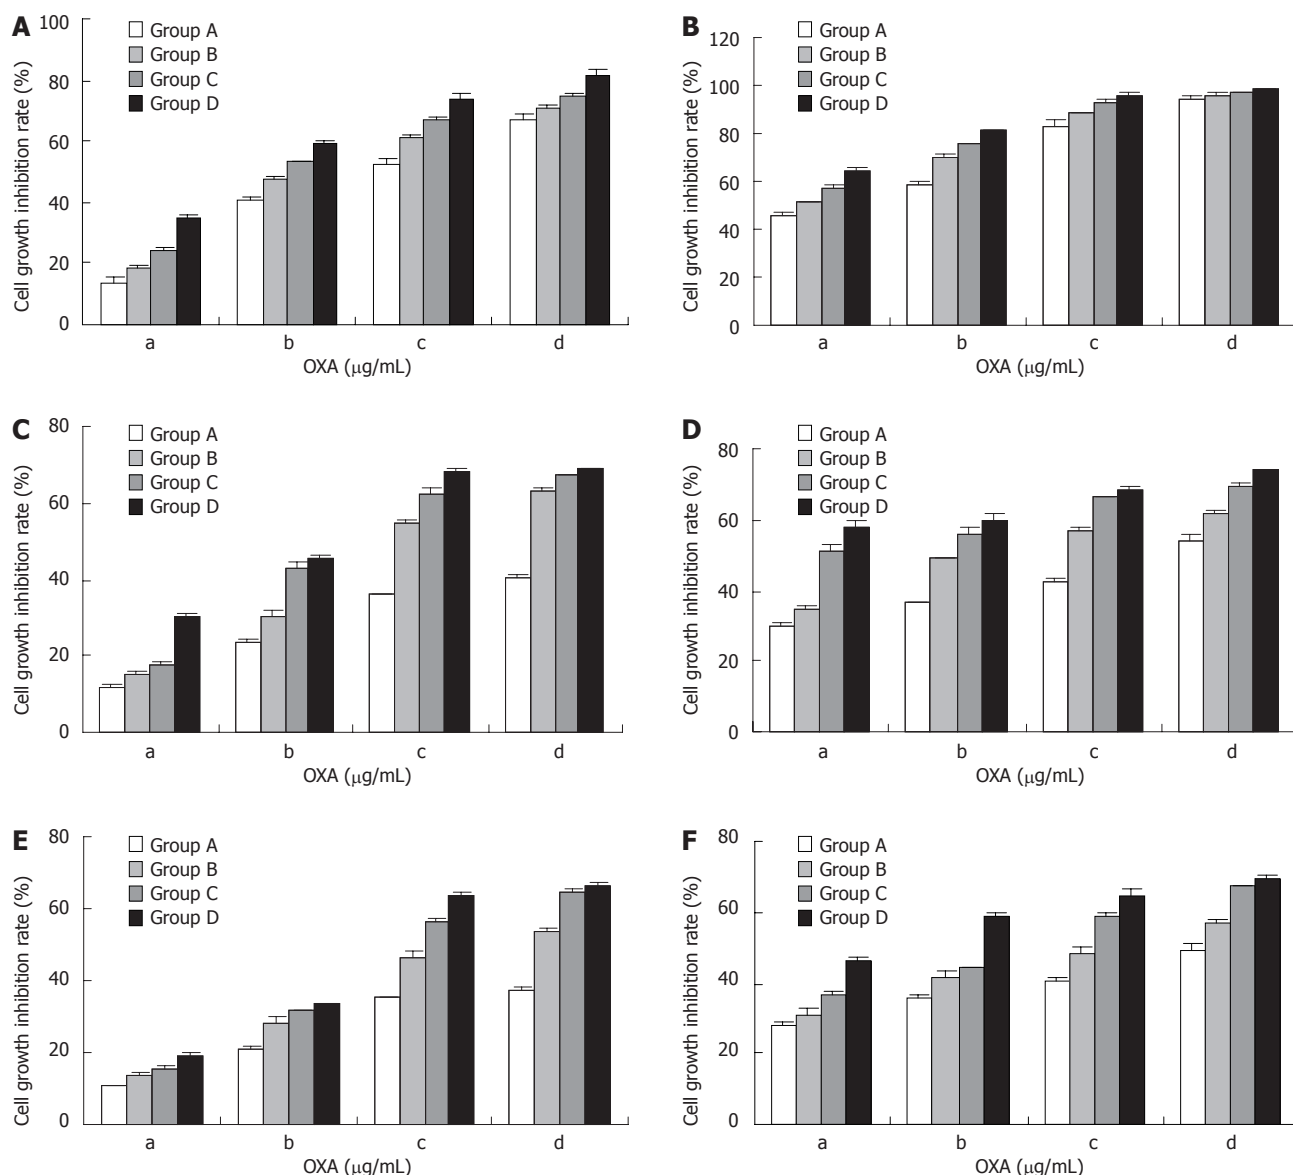 A
Cell growth inhibition rate (%)
100
80
60
40
20
0
Group A
Group B
Group C
Group D
a b c d
OXA (μg/mL)
B
Cell growth inhibition rate (%)
120
100
80
60
40
20
0
Group A
Group B
Group C
Group D
a b c d
OXA (μg/mL)
C
Cell growth inhibition rate (%)
80
60
40
20
0
Group A
Group B
Group C
Group D
a b c d
OXA (μg/mL)
D
Cell growth inhibition rate (%)
80
60
40
20
0
Group A
Group B
Group C
Group D
a b c d
OXA (μg/mL)
E
Cell growth inhibition rate (%)
80
60
40
20
0
Group A
Group B
Group C
Group D
a b c d
OXA (μg/mL)
F
Cell growth inhibition rate (%)
80
60
40
20
0
Group A
Group B
Group C
Group D
a b c d
OXA (μg/mL)